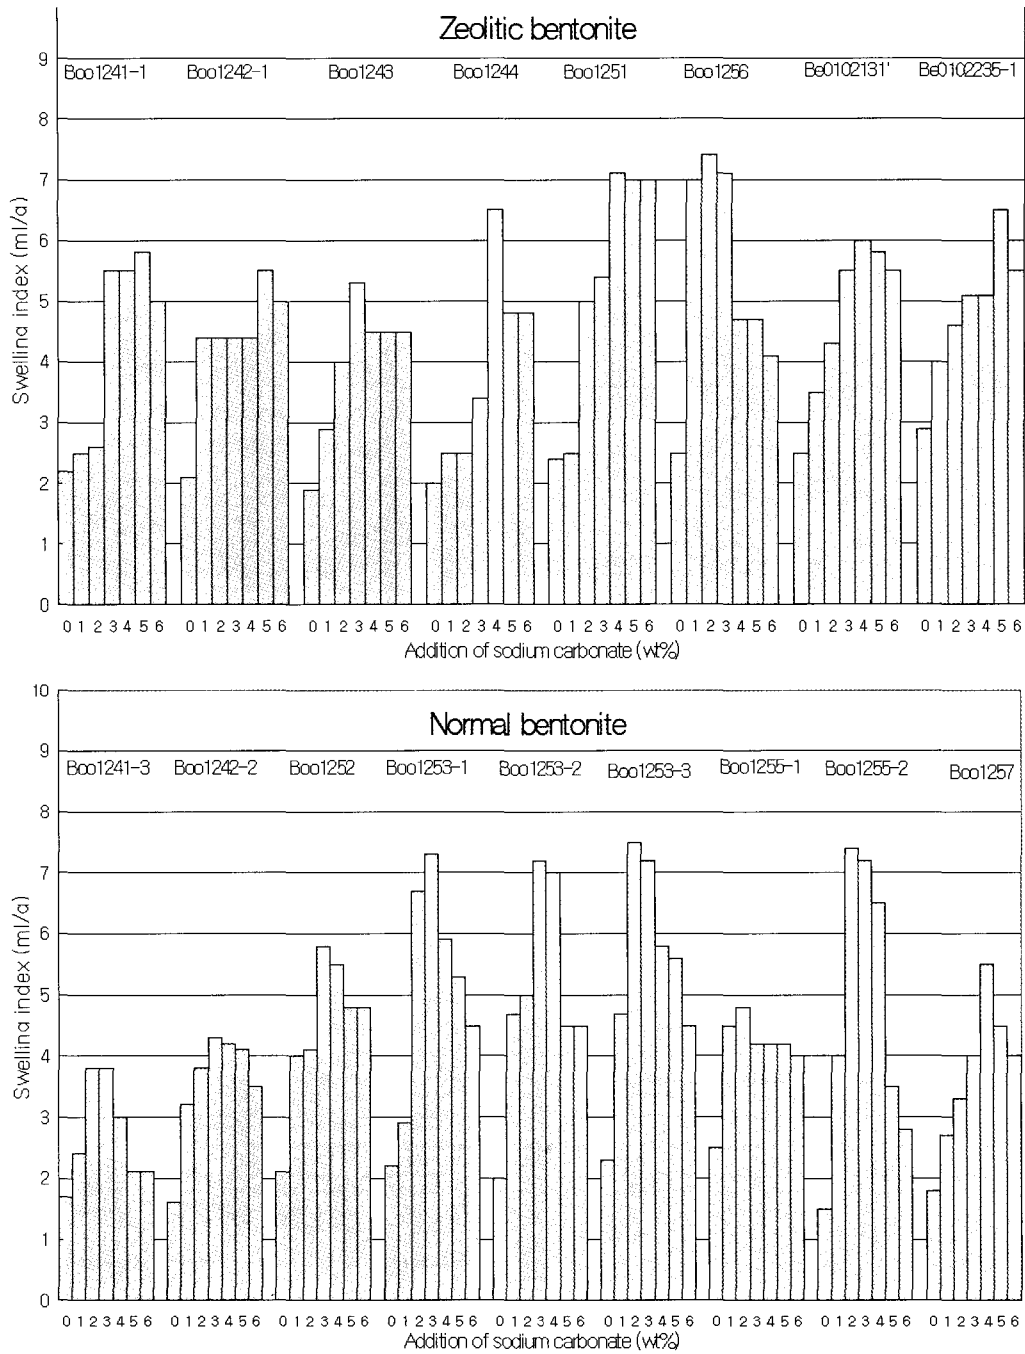 Zeolitic bentonite
9
Boo1241-1 Boo1242-1 Boo1243 Boo1244 Boo1251 Boo1256 Be0102131' Be0102235-1
8
7
6
5
4
3
2
1
0
Swellina index (ml/a)
0 1 2 3 4 5 6 0 1 2 3 4 5 6 0 1 2 3 4 5 6 0 1 2 3 4 5 6 0 1 2 3 4 5 6 0 1 2 3 4 5 6 0 1 2 3 4 5 6 0 1 2 3 4 5 6
Addition of sodium carbonate (wt%)
10
Normal bentonite
9
Boo1241-3 Boo1242-2 Boo1252 Boo1253-1 Boo1253-2 Boo1253-3 Boo1255-1 Boo1255-2 Boo1257
8
7
6
5
4
3
2
1
0
Swellina index (ml/a)
0 1 2 3 4 5 6 0 1 2 3 4 5 6 0 1 2 3 4 5 6 0 1 2 3 4 5 6 0 1 2 3 4 5 6 0 1 2 3 4 5 6 0 1 2 3 4 5 6 0 1 2 3 4 5 6 0 1 2 3 4 5 6
Addition of sodium carbonate (wt%)